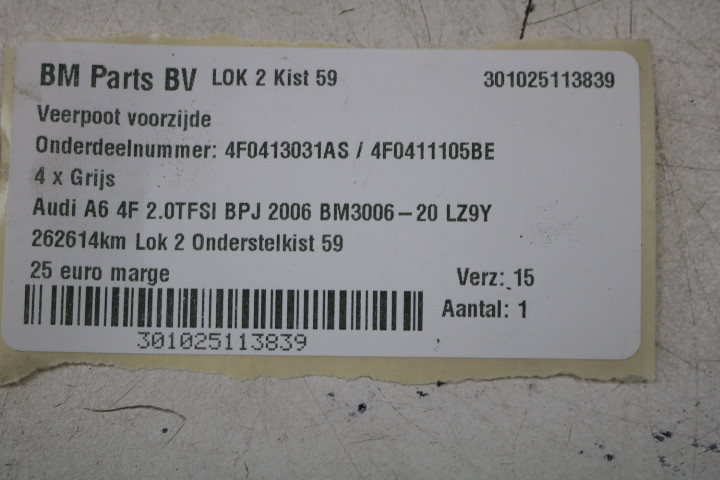 BM Parts BV LOK 2 Kist 59 301025113839
Veerpoot voorzijde
Onderdeelnummer: 4F0413031AS / 4F0411105BE
4 x Grijs
Audi A6 4F 2.0TFSI BPJ 2006 BM3006-20 LZ9Y
262614km Lok 2 Onderstelkist 59
25 euro marge Verz: 15
Aantal: 1
301025113839